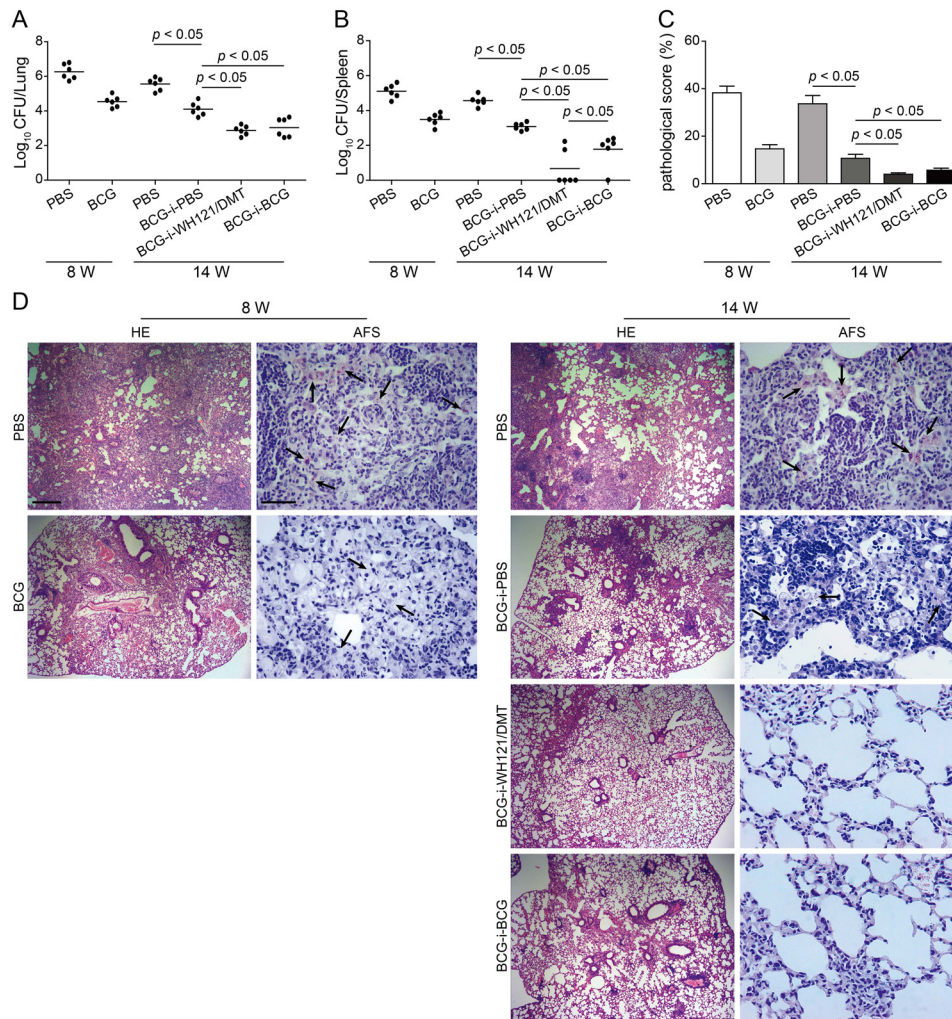 A
Log10 CFU/Lung
8
6
4
2
0
p < 0.05
p < 0.05
p < 0.05
PBS
BCG
PBS
BCG-i-PBS
BCG-i-WH121/DMT
BCG-i-BCG
8 W
14 W
B
Log10 CFU/Spleen
8
6
4
2
0
p < 0.05
p < 0.05
p < 0.05
p < 0.05
PBS
BCG
PBS
BCG-i-PBS
BCG-i-WH121/DMT
BCG-i-BCG
8 W
14 W
C
pathological score (%)
60
40
20
0
p < 0.05
p < 0.05
p < 0.05
PBS
BCG
PBS
BCG-i-PBS
BCG-i-WH121/DMT
BCG-i-BCG
8 W
14 W
D
8 W
HE
AFS
PBS
BCG
14 W
HE
AFS
PBS
BCG-i-PBS
BCG-i-WH121/DMT
BCG-i-BCG